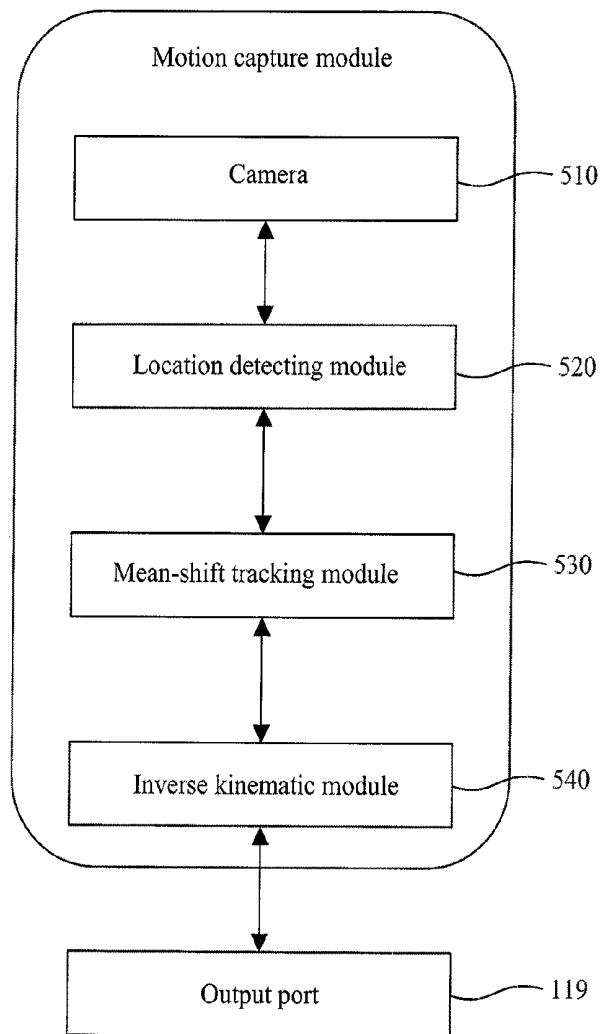 Motion capture module
Camera
510
Location detecting module
520
Mean-shift tracking module
530
Inverse kinematic module
540
Output port
119